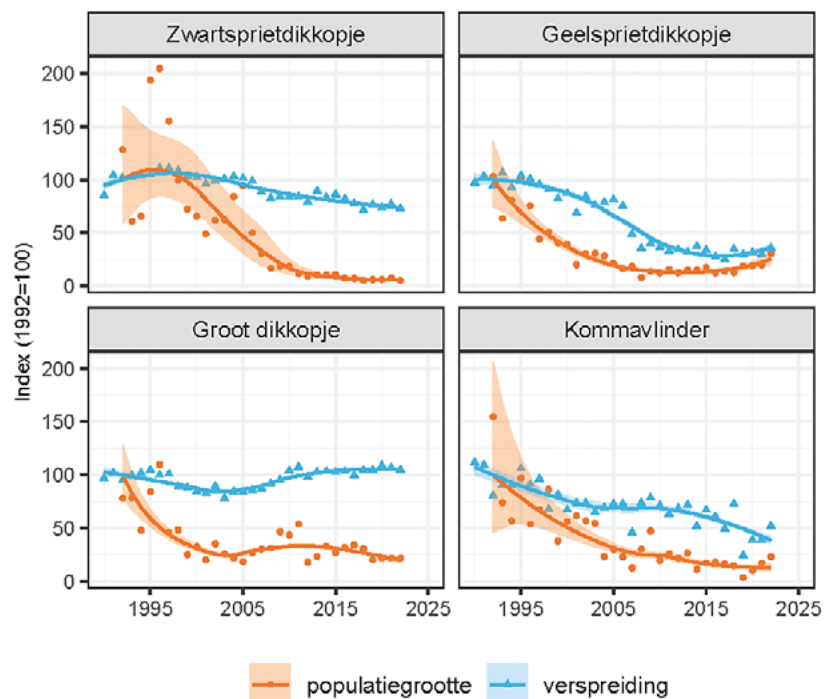 Zwartsprietdikkopje
Geelsprietdikkopje
200
150
100
50
0
Groot dikkopje
Kommavlinder
200
150
100
50
0
Index (1992=100)
1995
2005
2015
2025
1995
2005
2015
2025
populatiegrootte
verspreiding